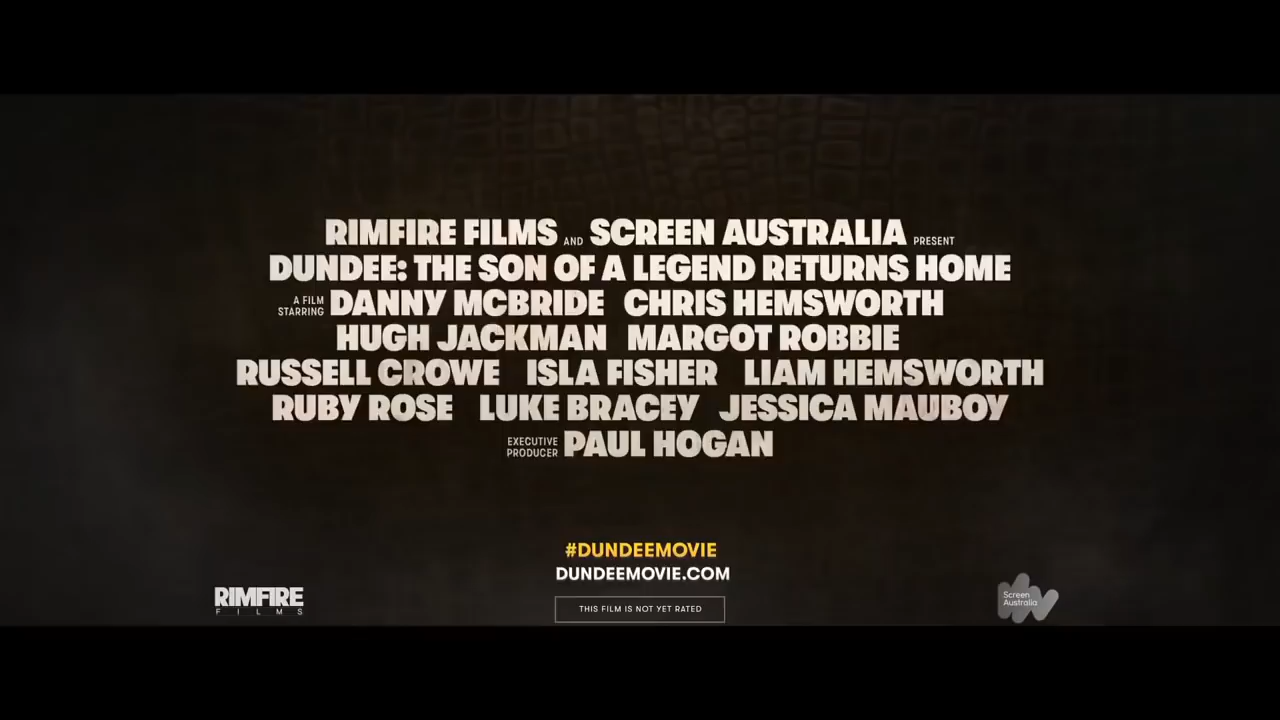 RIMFIRE FILMS AND SCREEN AUSTRALIA PRESENT
DUNDEE: THE SON OF A LEGEND RETURNS HOME
A FILM STARRING DANNY MCBRIDE CHRIS HEMSWORTH
HUGH JACKMAN MARGOT ROBBIE
RUSSELL CROWE ISLA FISHER LIAM HEMSWORTH
RUBY ROSE LUKE BRACEY JESSICA MAUBOY
EXECUTIVE PRODUCER PAUL HOGAN
#DUNDEEMOVIE
DUNDEEMOVIE.COM
THIS FILM IS NOT YET RATED
RIMFIRE
FILMS
Screen
Australia